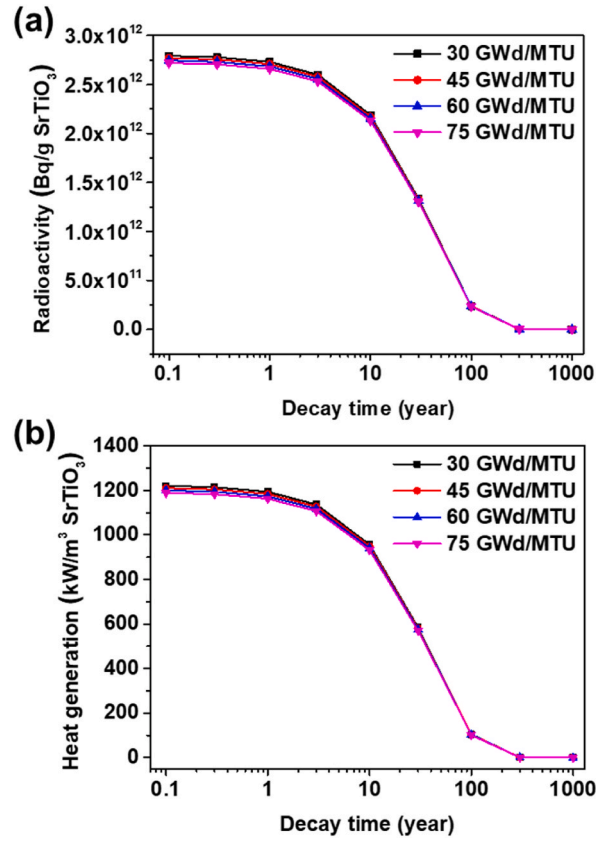 (a)
3.0x10¹²
2.5x10¹²
2.0x10¹²
1.5x10¹²
1.0x10¹²
5.0x10¹¹
0.0
Radioactivity (Bq/g SrTiO₃)
30 GWd/MTU
45 GWd/MTU
60 GWd/MTU
75 GWd/MTU
0.1 1 10 100 1000
Decay time (year)
(b)
1400
1200
1000
800
600
400
200
0
Heat generation (kW/m³ SrTiO₃)
30 GWd/MTU
45 GWd/MTU
60 GWd/MTU
75 GWd/MTU
0.1 1 10 100 1000
Decay time (year)